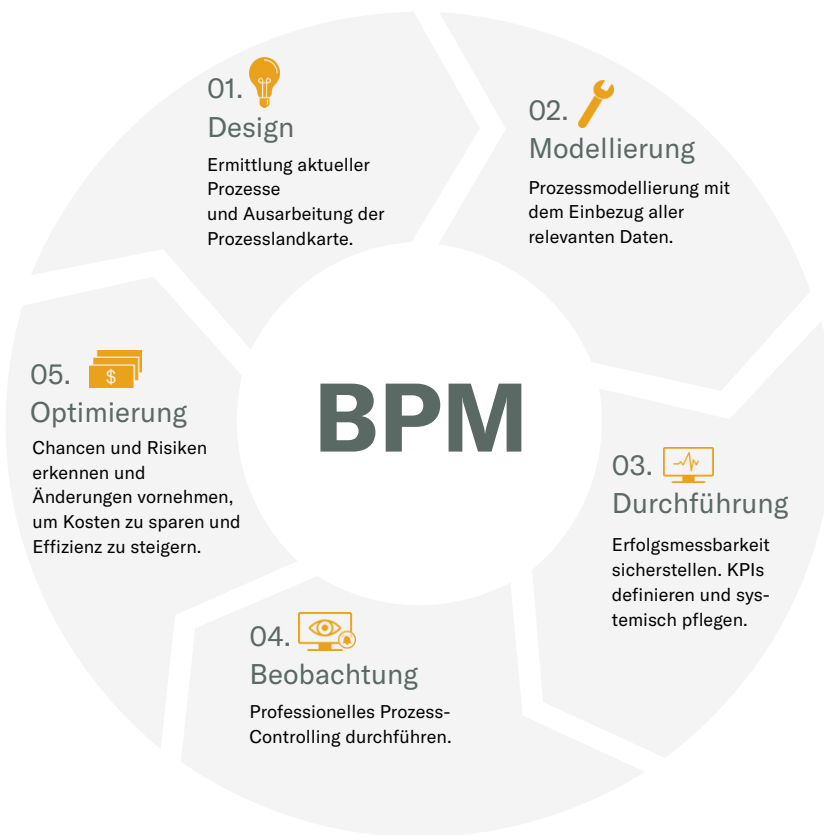 01.
Design
Ermittlung aktueller
Prozesse
und Ausarbeitung der
Prozesslandkarte.
02.
Modellierung
Prozessmodellierung mit
dem Einbezug aller
relevanten Daten.
03.
Durchführung
Erfolgsmessbarkeit
sicherstellen. KPIs
definieren und sys-
temisch pflegen.
04.
Beobachtung
Professionelles Prozess-
Controlling durchführen.
05.
$
Optimierung
Chancen und Risiken
erkennen und
Änderungen vornehmen,
um Kosten zu sparen und
Effizienz zu steigern.
BPM